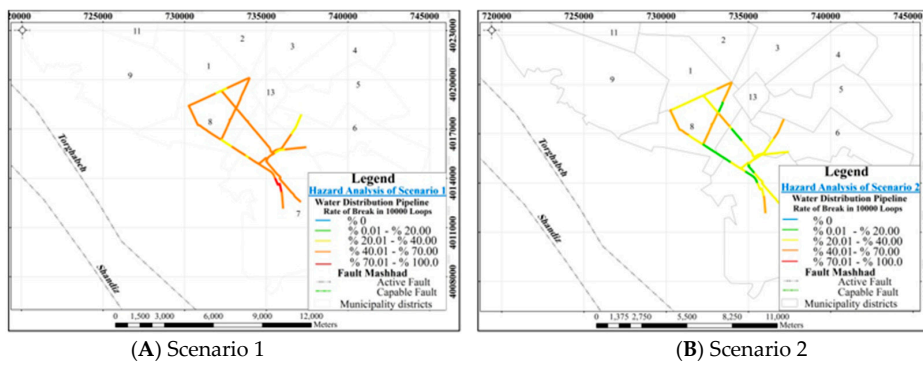 720000 725000 730000 735000 740000 745000
4023000
4020000
4017000
4014000
4011000
4008000
11
2
3
4
1
9
5
13
6
8
7
Torghabeh
Shandiz
Legend
Hazard Analysis of Scenario 1
Water Distribution Pipeline
Rate of Break in 10000 Loops
% 0
% 0.01 - % 20.00
% 20.01 - % 40.00
% 40.01 - % 70.00
% 70.01 - % 100.0
Fault Mashhad
Active Fault
Capable Fault
Municipality districts
0 1,500 3,000 6,000 9,000 12,000
Meters
(A) Scenario 1
720000 725000 730000 735000 740000 745000
11
2
3
4
1
9
5
13
6
8
Torghabeh
Shandiz
Legend
Hazard Analysis of Scenario 2
Water Distribution Pipeline
Rate of Break in 10000 Loops
% 0
% 0.01 - % 20.00
% 20.01 - % 40.00
% 40.01 - % 70.00
% 70.01 - % 100.0
Fault Mashhad
Active Fault
Capable Fault
Municipality districts
0 1,375 2,750 5,500 8,250 11,000
Meters
(B) Scenario 2